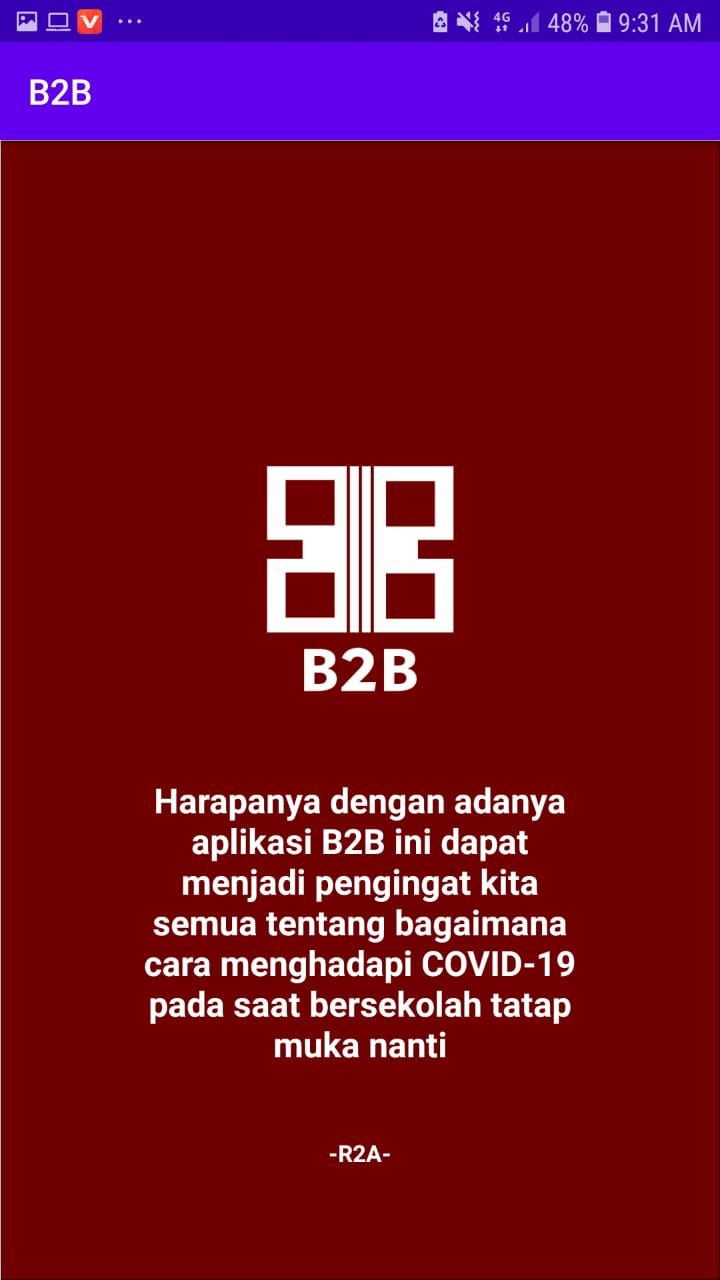 4G 48% 9:31 AM
B2B
B2B
Harapanya dengan adanya
aplikasi B2B ini dapat
menjadi pengingat kita
semua tentang bagaimana
cara menghadapi COVID-19
pada saat bersekolah tatap
muka nanti
-R2A-